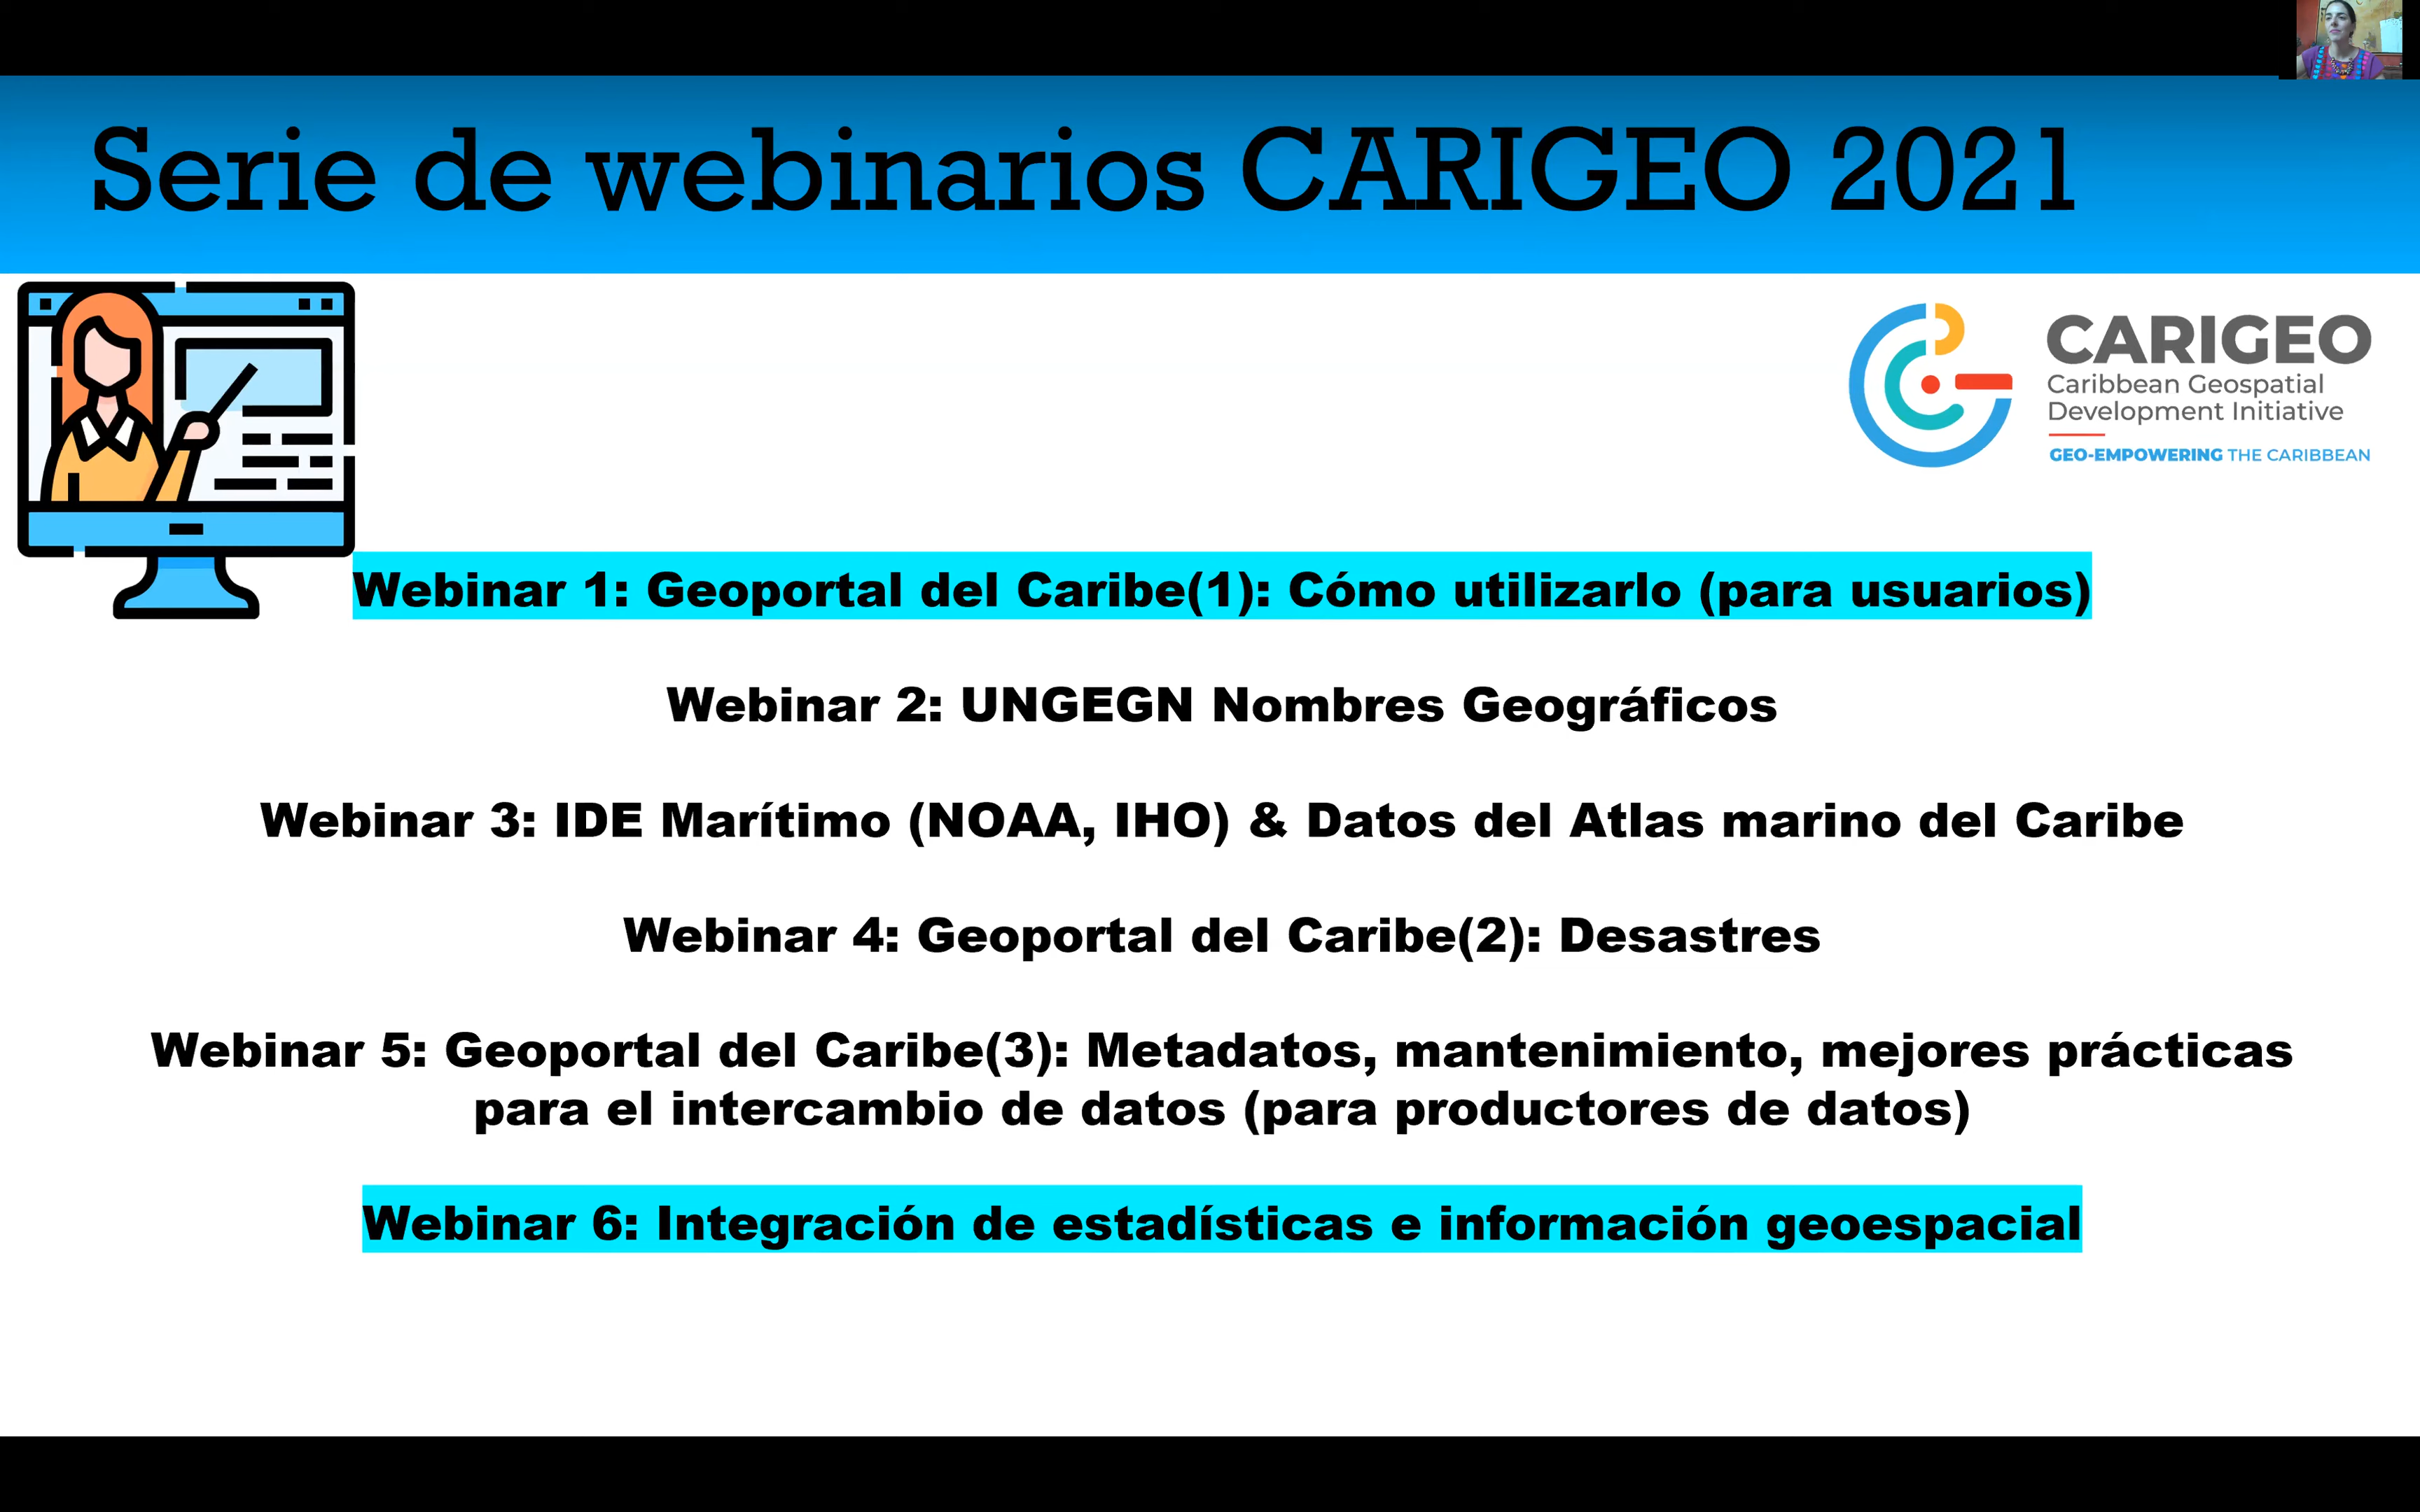 Serie de webinarios CARIGEO 2021
CARIGEO
Caribbean Geospatial
Development Initiative
GEO-EMPOWERING THE CARIBBEAN
Webinar 1: Geoportal del Caribe(1): Cómo utilizarlo (para usuarios)
Webinar 2: UNGEGN Nombres Geográficos
Webinar 3: IDE Marítimo (NOAA, IHO) & Datos del Atlas marino del Caribe
Webinar 4: Geoportal del Caribe(2): Desastres
Webinar 5: Geoportal del Caribe(3): Metadatos, mantenimiento, mejores prácticas
para el intercambio de datos (para productores de datos)
Webinar 6: Integración de estadísticas e información geoespacial